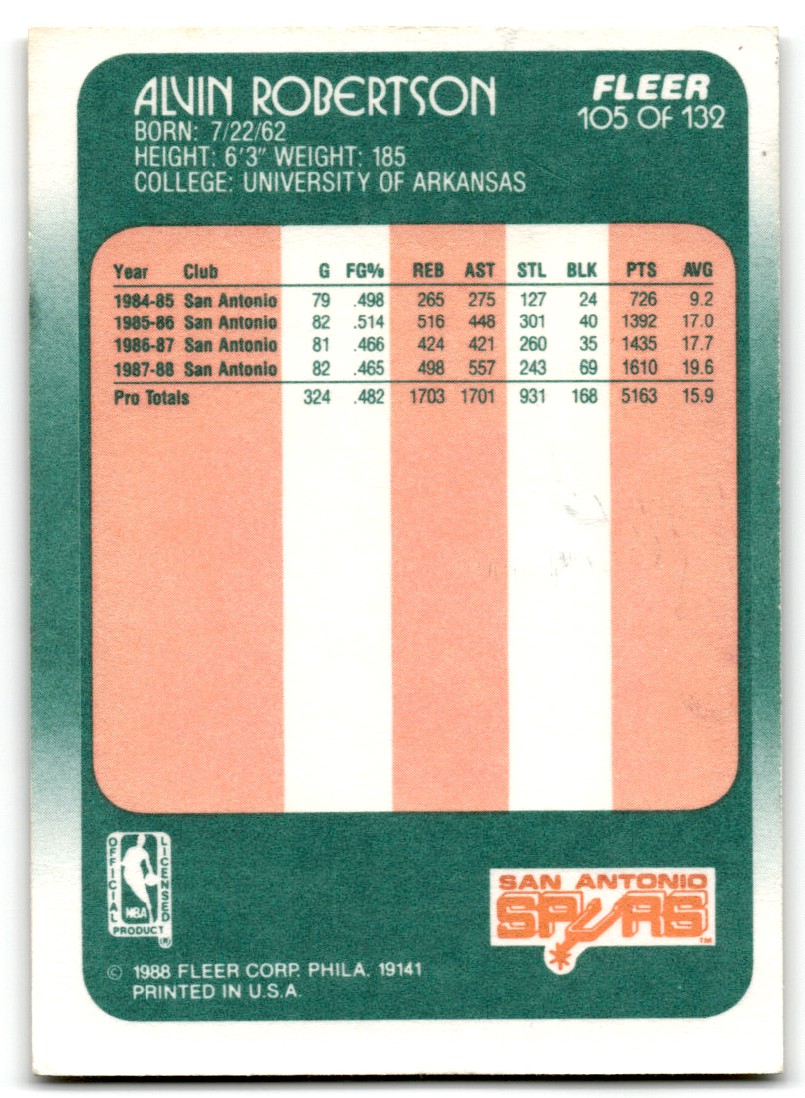 ALVIN ROBERTSON
FLEER
105 OF 132
BORN: 7/22/62
HEIGHT: 6'3" WEIGHT: 185
COLLEGE: UNIVERSITY OF ARKANSAS
Year Club G FG% REB AST STL BLK PTS AVG
1984-85 San Antonio 79 .498 265 275 127 24 726 9.2
1985-86 San Antonio 82 .514 516 448 301 40 1392 17.0
1986-87 San Antonio 81 .466 424 421 260 35 1435 17.7
1987-88 San Antonio 82 .465 498 557 243 69 1610 19.6
Pro Totals 324 .482 1703 1701 931 168 5163 15.9
OFFICIAL LICENSED
NBA
PRODUCT ®
SAN ANTONIO
SPURS ™
© 1988 FLEER CORP. PHILA. 19141
PRINTED IN U.S.A.